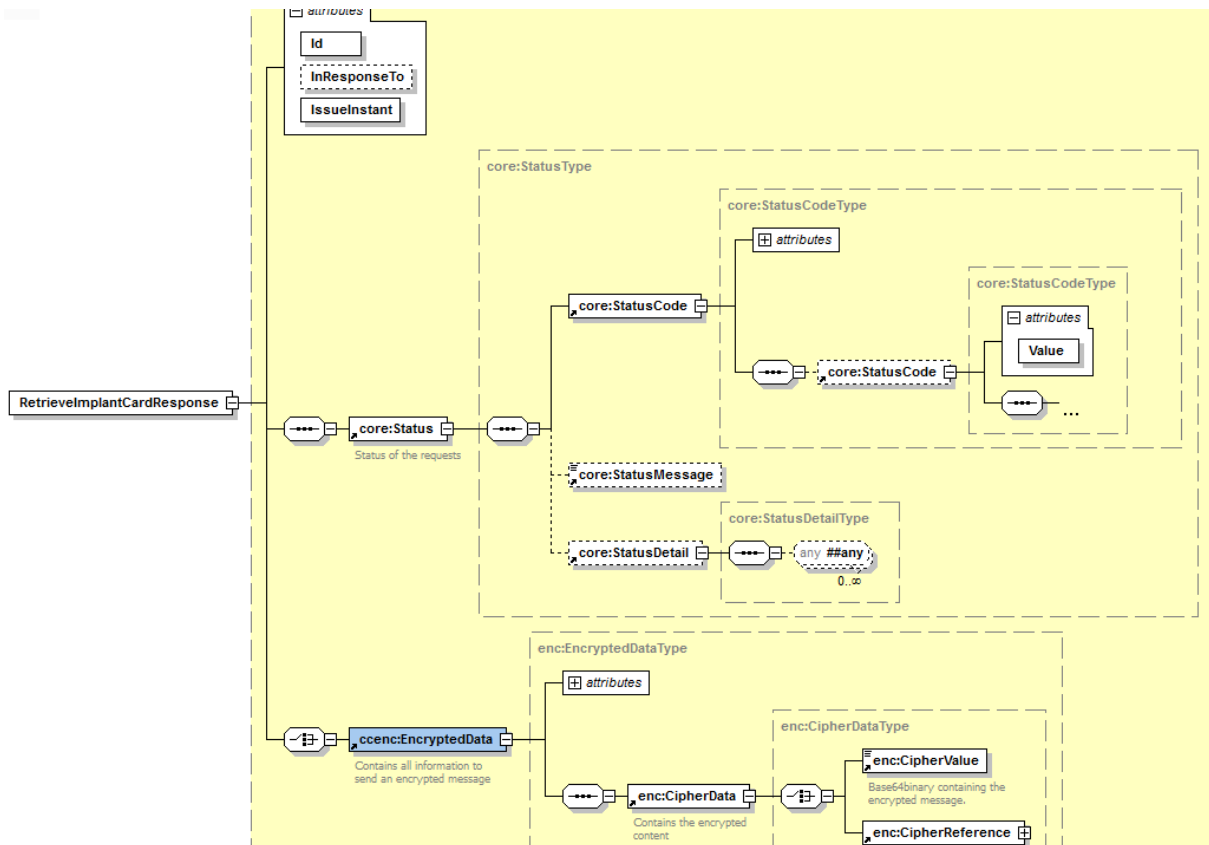 attributes
Id
InResponseTo
IssueInstant
core:StatusType
core:StatusCodeType
attributes
core:StatusCodeType
core:StatusCode
attributes
Value
core:StatusCode
...
RetrieveImplantCardResponse
core:Status
Status of the requests
core:StatusMessage
core:StatusDetailType
core:StatusDetail
any ##any
0..∞
enc:EncryptedDataType
attributes
enc:CipherDataType
ccenc:EncryptedData
Contains all information to
send an encrypted message
enc:CipherValue
Base64binary containing the
encrypted message.
enc:CipherData
Contains the encrypted
content
enc:CipherReference